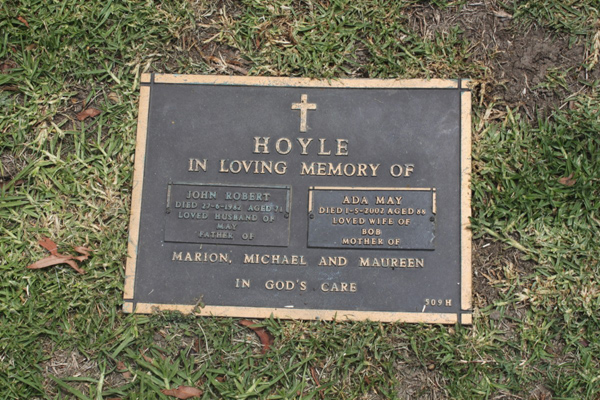 HOYLE
IN LOVING MEMORY OF
JOHN ROBERT
DIED 27-6-1982 AGED
LOVED HUSBAND OF
MAY
FATHER OF
ADA MAY
DIED 1-5-2002 AGED 88
LOVED WIFE OF
BOB
MOTHER OF
MARION, MICHAEL AND MAUREEN
IN GOD'S CARE
509H